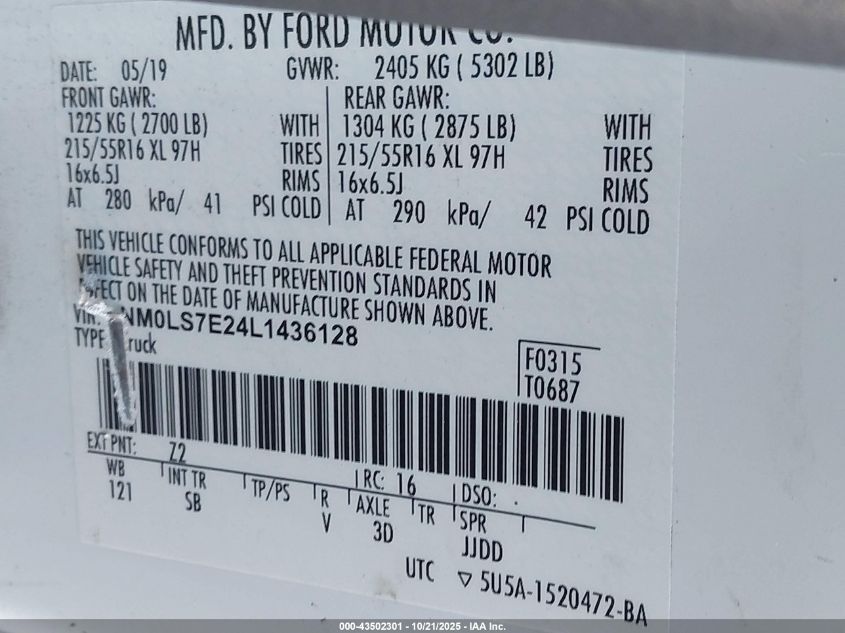 MFD. BY FORD MOTOR CO.
DATE: 05/19 GVWR: 2405 KG ( 5302 LB)
FRONT GAWR: REAR GAWR:
1225 KG ( 2700 LB) WITH 1304 KG ( 2875 LB) WITH
215/55R16 XL 97H TIRES 215/55R16 XL 97H TIRES
16x6.5J RIMS 16x6.5J RIMS
AT 280 kPa/ 41 PSI COLD AT 290 kPa/ 42 PSI COLD
THIS VEHICLE CONFORMS TO ALL APPLICABLE FEDERAL MOTOR
VEHICLE SAFETY AND THEFT PREVENTION STANDARDS IN
EFFECT ON THE DATE OF MANUFACTURE SHOWN ABOVE.
VIN: NM0LS7E24L1436128
TYPE ruck
F0315
T0687
EXT PNT: Z2 RC: 16 DSO:
WB INT TR TP/PS R AXLE TR SPR
121 SB V 3D JJDD
UTC ▽ 5U5A-1520472-BA
000-43502301 - 10/21/2025 - IAA Inc.